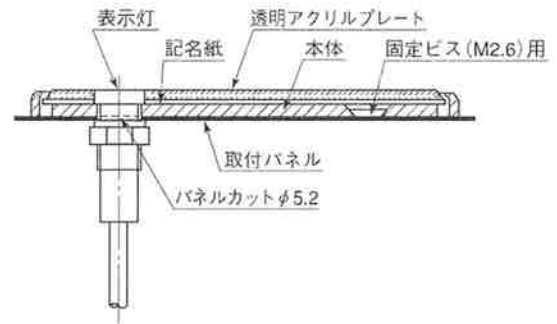 表示灯
透明アクリルプレート
記名紙
本体
固定ビス(M2.6)用
取付パネル
パネルカットφ5.2